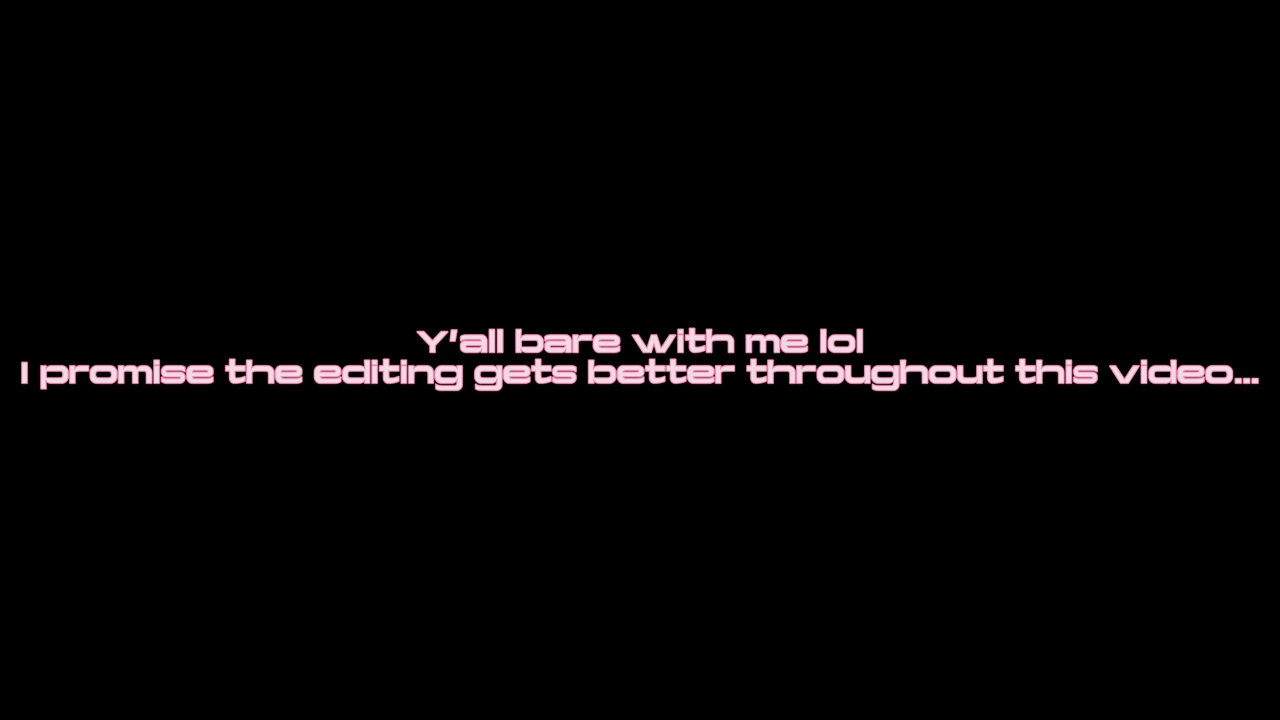 Y'all bare with me lol
I promise the editing gets better throughout this video...